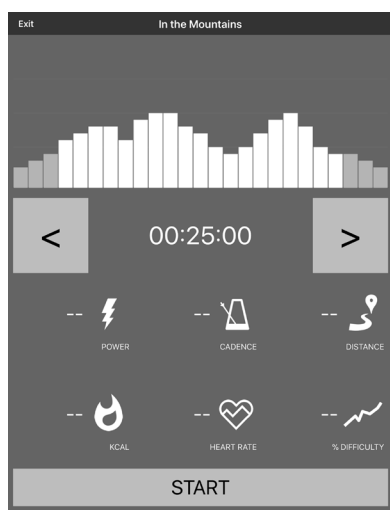 Exit In the Mountains
< 00:25:00 >
-- -- --
POWER CADENCE DISTANCE
-- -- --
KCAL HEART RATE % DIFFICULTY
START